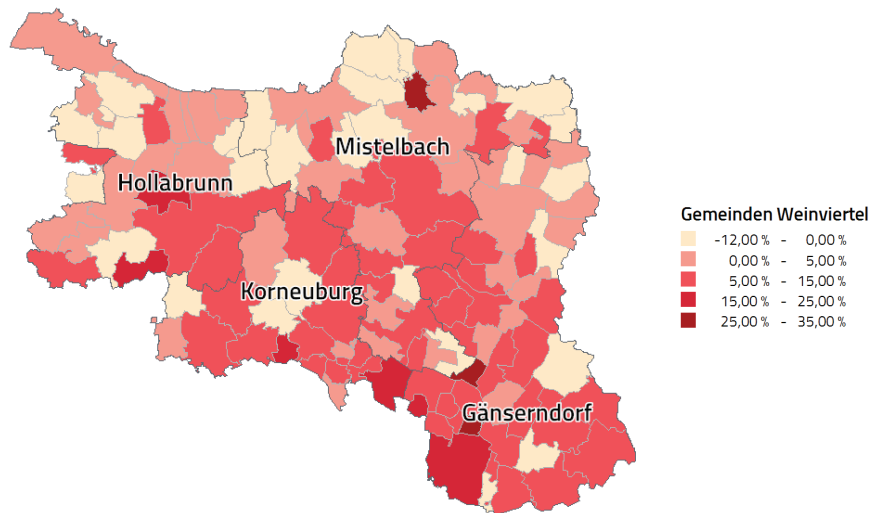 Mistelbach
Hollabrunn
Korneuburg
Gänserndorf
Gemeinden Weinviertel
-12,00 % - 0,00 %
0,00 % - 5,00 %
5,00 % - 15,00 %
15,00 % - 25,00 %
25,00 % - 35,00 %